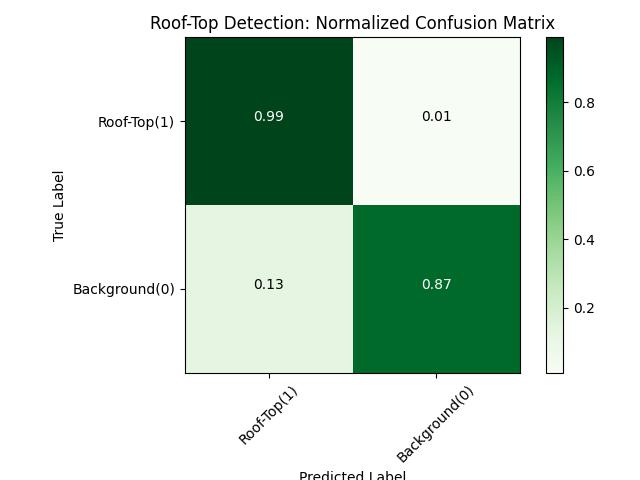 Roof-Top Detection: Normalized Confusion Matrix
True Label
Roof-Top(1)
0.99
0.01
Background(0)
0.13
0.87
Roof-Top(1)
Background(0)
Predicted Label
0.8
0.6
0.4
0.2